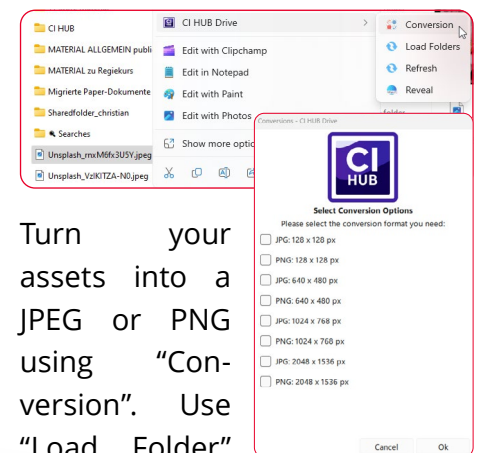 CI HUB
MATERIAL ALLGEMEIN publi
MATERIAL zu Regiekurs
Migrierte Paper-Dokumente
Sharedfolder_christian
Searches
Unsplash_rnxM6fx3U5Y.jpeg
Unsplash_VzlKITZA-N0.jpeg
CI HUB Drive
Edit with Clipchamp
Edit in Notepad
Edit with Paint
Edit with Photos
Show more optio
Conversion
Load Folders
Refresh
Reveal
folder
Conversions - CI HUB Drive
CI
HUB
Select Conversion Options
Please select the conversion format you need:
JPG: 128 x 128 px
PNG: 128 x 128 px
JPG: 640 x 480 px
PNG: 640 x 480 px
JPG: 1024 x 768 px
PNG: 1024 x 768 px
JPG: 2048 x 1536 px
PNG: 2048 x 1536 px
Cancel Ok
Turn your
assets into a
JPEG or PNG
using “Con-
version”. Use
“Load Folder”